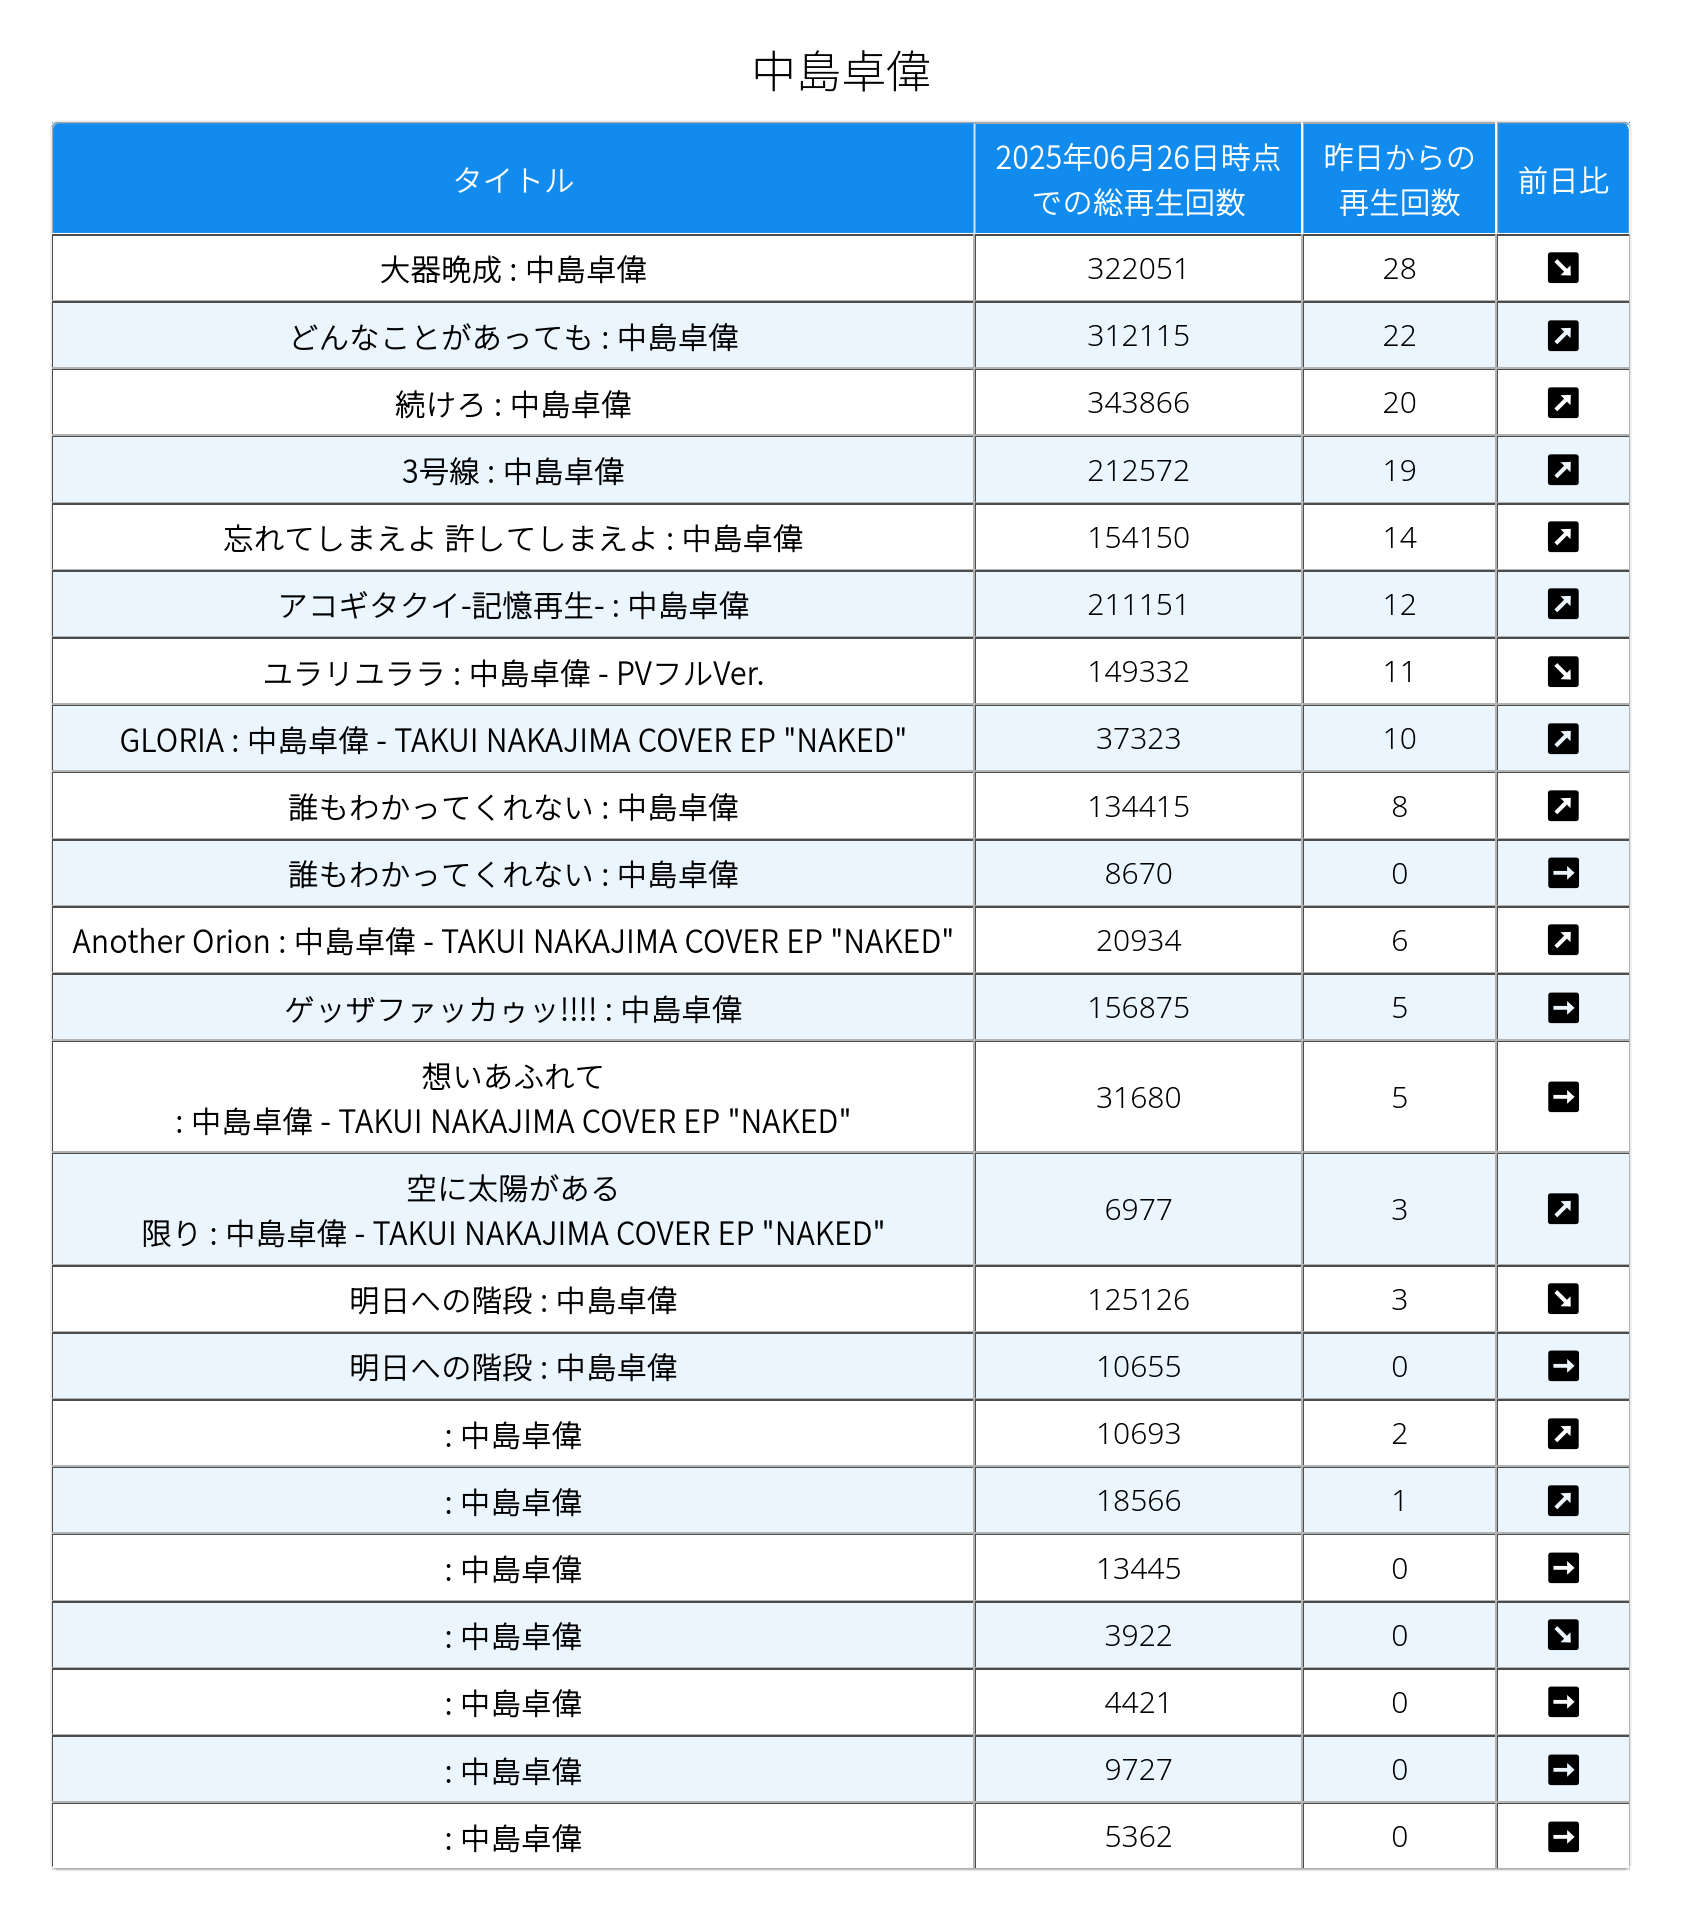 中島卓偉
タイトル
2025年06月26日時点
での総再生回数
昨日からの
再生回数
前日比
大器晩成 : 中島卓偉 322051 28
どんなことがあっても : 中島卓偉 312115 22
続けろ : 中島卓偉 343866 20
3号線 : 中島卓偉 212572 19
忘れてしまえよ 許してしまえよ : 中島卓偉 154150 14
アコギタクイ-記憶再生- : 中島卓偉 211151 12
ユラリユララ : 中島卓偉 - PVフルVer. 149332 11
GLORIA : 中島卓偉 - TAKUI NAKAJIMA COVER EP "NAKED" 37323 10
誰もわかってくれない : 中島卓偉 134415 8
誰もわかってくれない : 中島卓偉 8670 0
Another Orion : 中島卓偉 - TAKUI NAKAJIMA COVER EP "NAKED" 20934 6
ゲッザファッカゥッ!!!! : 中島卓偉 156875 5
想いあふれて
: 中島卓偉 - TAKUI NAKAJIMA COVER EP "NAKED" 31680 5
空に太陽がある
限り : 中島卓偉 - TAKUI NAKAJIMA COVER EP "NAKED" 6977 3
明日への階段 : 中島卓偉 125126 3
明日への階段 : 中島卓偉 10655 0
: 中島卓偉 10693 2
: 中島卓偉 18566 1
: 中島卓偉 13445 0
: 中島卓偉 3922 0
: 中島卓偉 4421 0
: 中島卓偉 9727 0
: 中島卓偉 5362 0